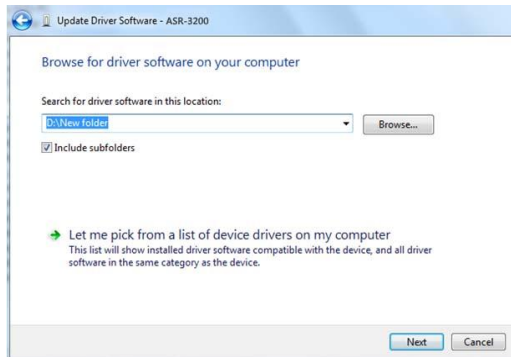 Update Driver Software - ASR-3200
Browse for driver software on your computer
Search for driver software in this location:
D:\New folder
Browse...
Include subfolders
Let me pick from a list of device drivers on my computer
This list will show installed driver software compatible with the device, and all driver
software in the same category as the device.
Next Cancel